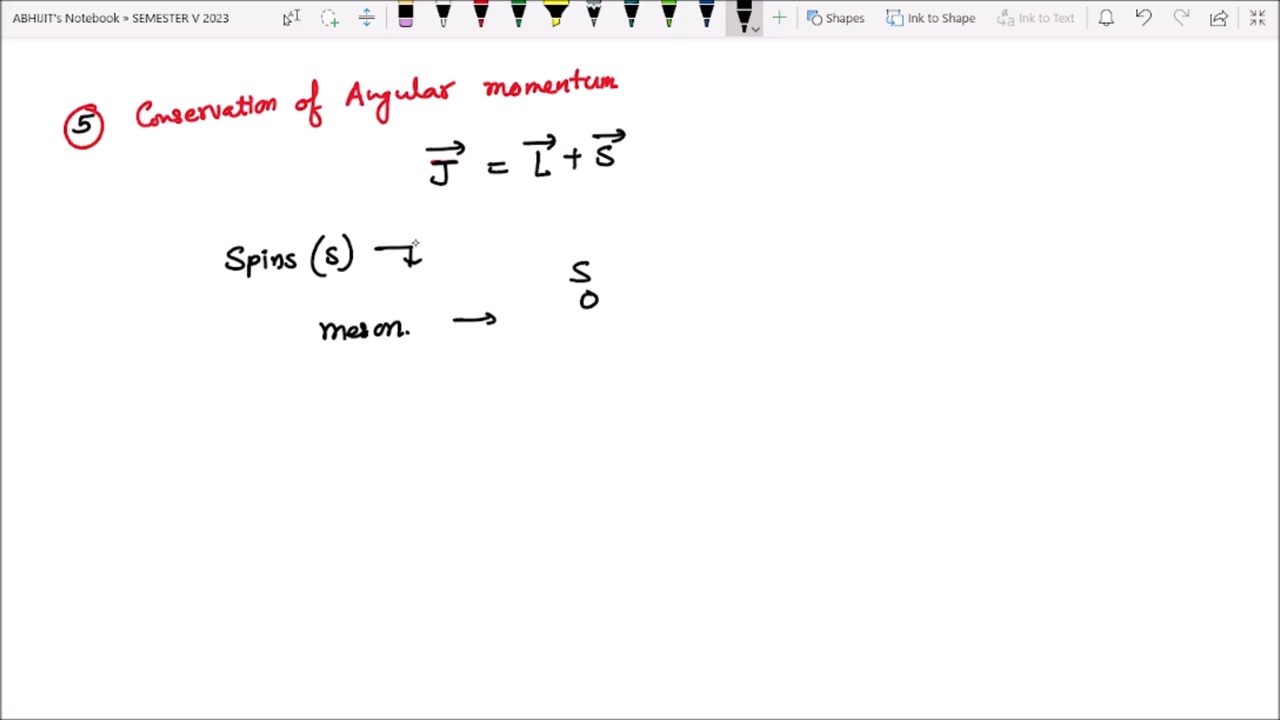 ABHIJIT's Notebook » SEMESTER V 2023
Shapes
Ink to Shape
Ink to Text
5 Conservation of Angular momentum
J = L + S
Spins (s)
S
0
meson. →